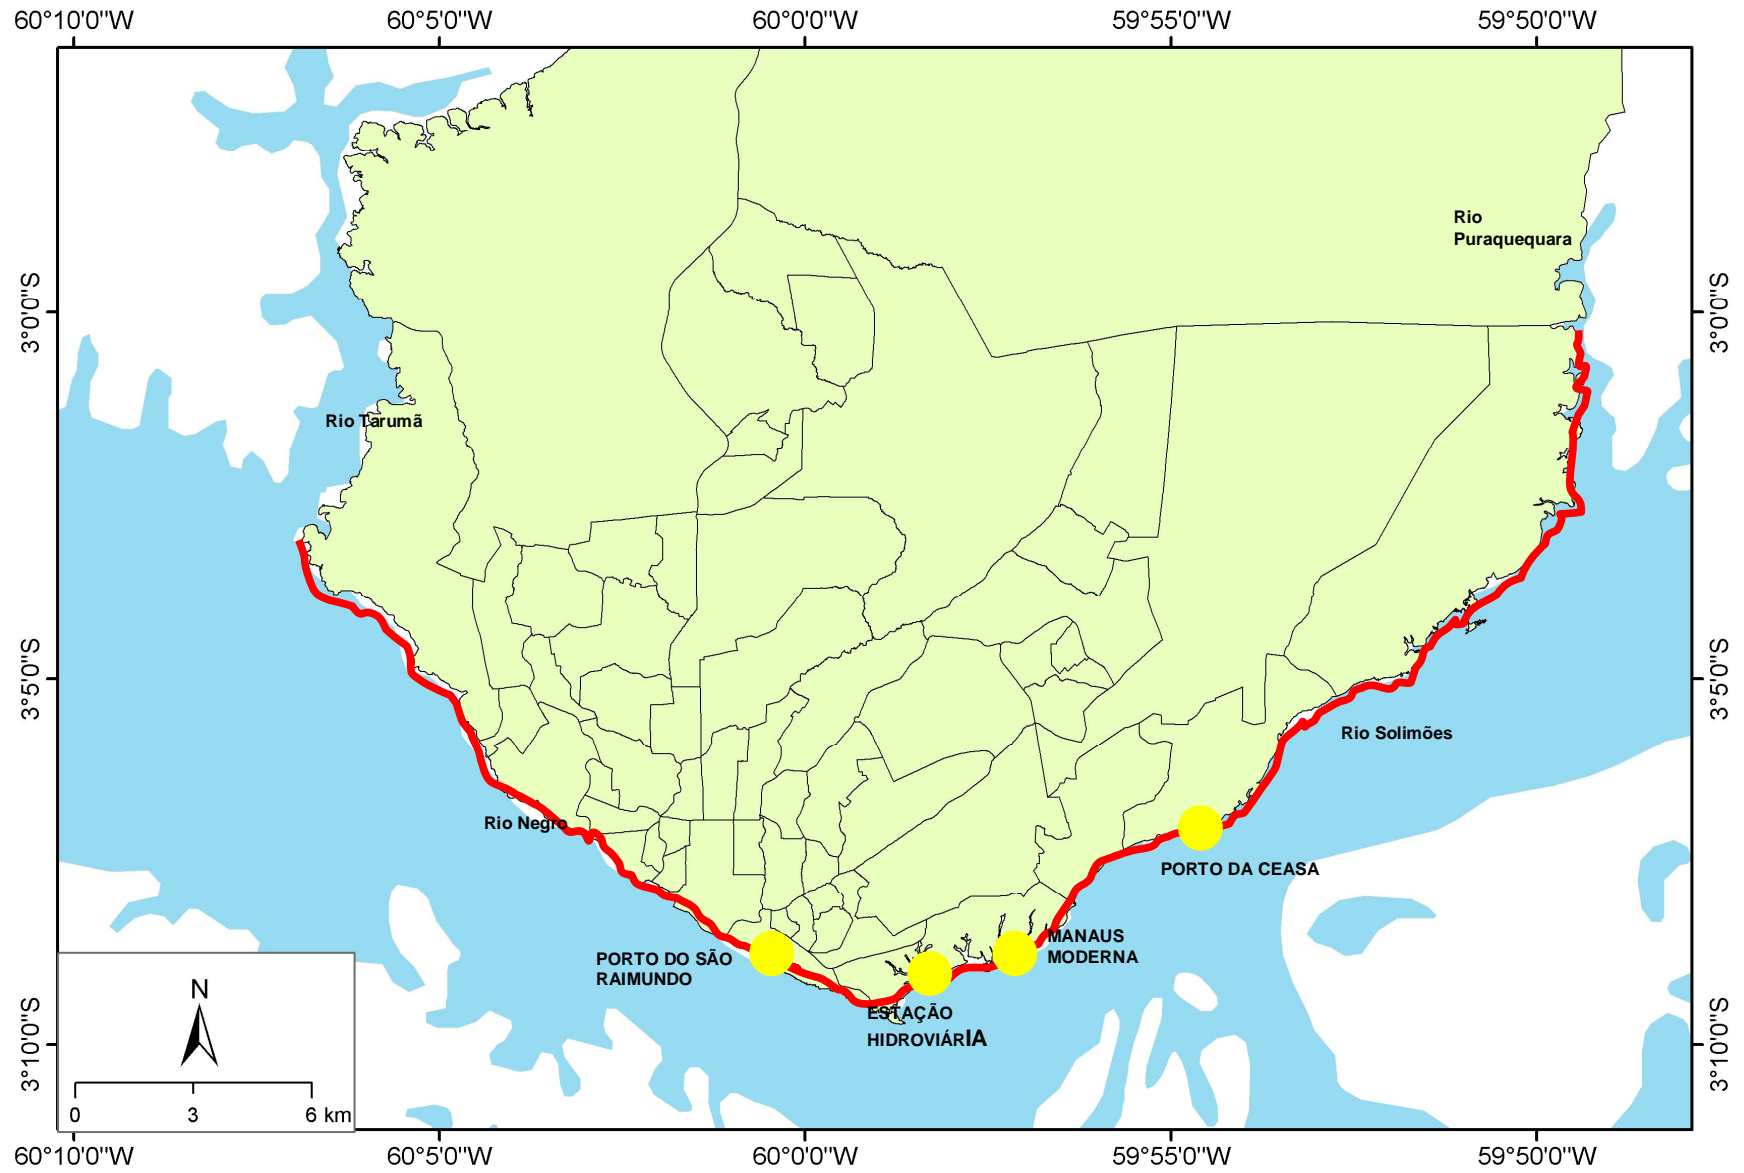 60°10'0"W 60°5'0"W 60°0'0"W 59°55'0"W 59°50'0"W
Rio
Puraquequara
3°0'0"S 3°0'0"S
Rio Tarumã
3°5'0"S 3°5'0"S
Rio Solimões
Rio Negro
PORTO DA CEASA
MANAUS
MODERNA
PORTO DO SÃO
RAIMUNDO
ESTAÇÃO
HIDROVIÁRIA
N
3°10'0"S 3°10'0"S
0 3 6 km
60°10'0"W 60°5'0"W 60°0'0"W 59°55'0"W 59°50'0"W